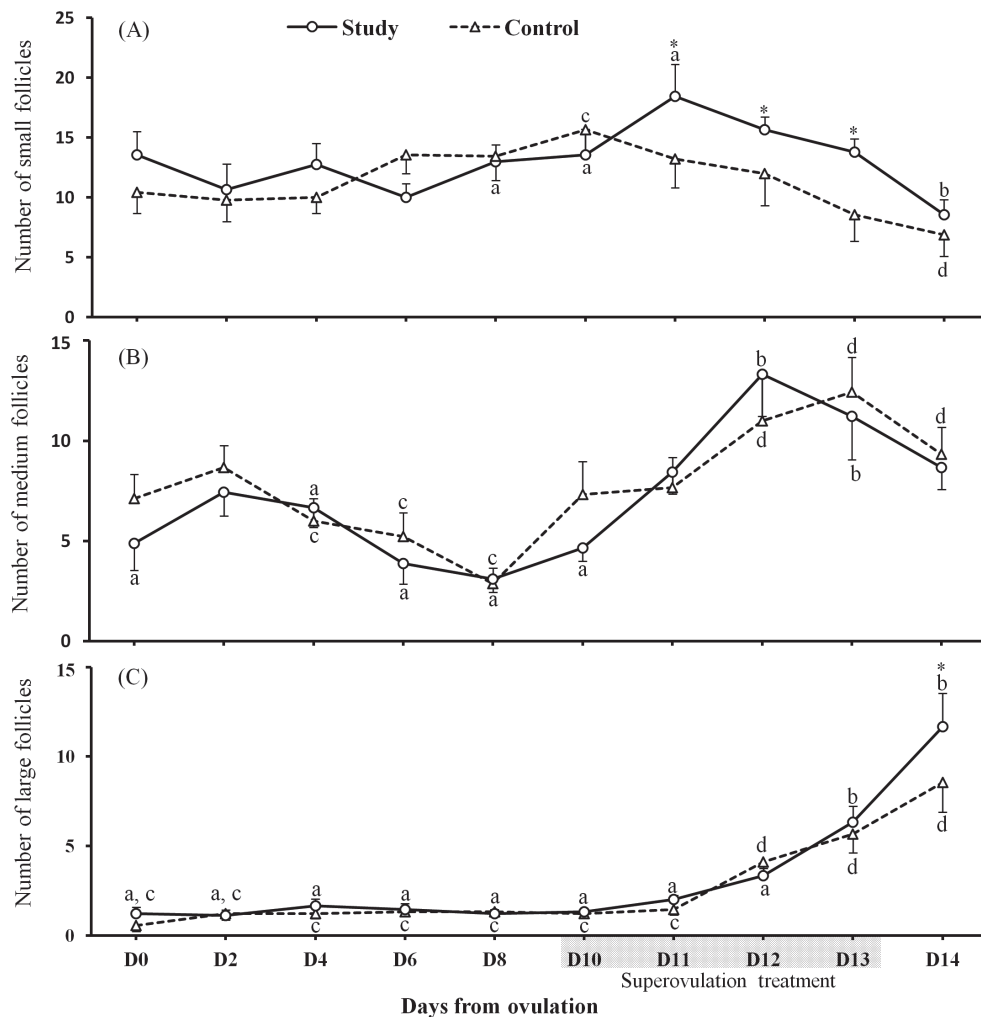 (A)
Study
Control
Number of small follicles
25
20
15
10
5
0
*
a
c
*
*
a
a
b
d
(B)
Number of medium follicles
15
10
5
0
a
a
c
c
a
c
a
a
b
d
d
b
d
(C)
Number of large follicles
15
10
5
0
a, c
a, c
a
c
a
c
a
c
a
c
a
c
d
a
b
d
*
b
d
D0 D2 D4 D6 D8 D10 D11 D12 D13 D14
Superovulation treatment
Days from ovulation